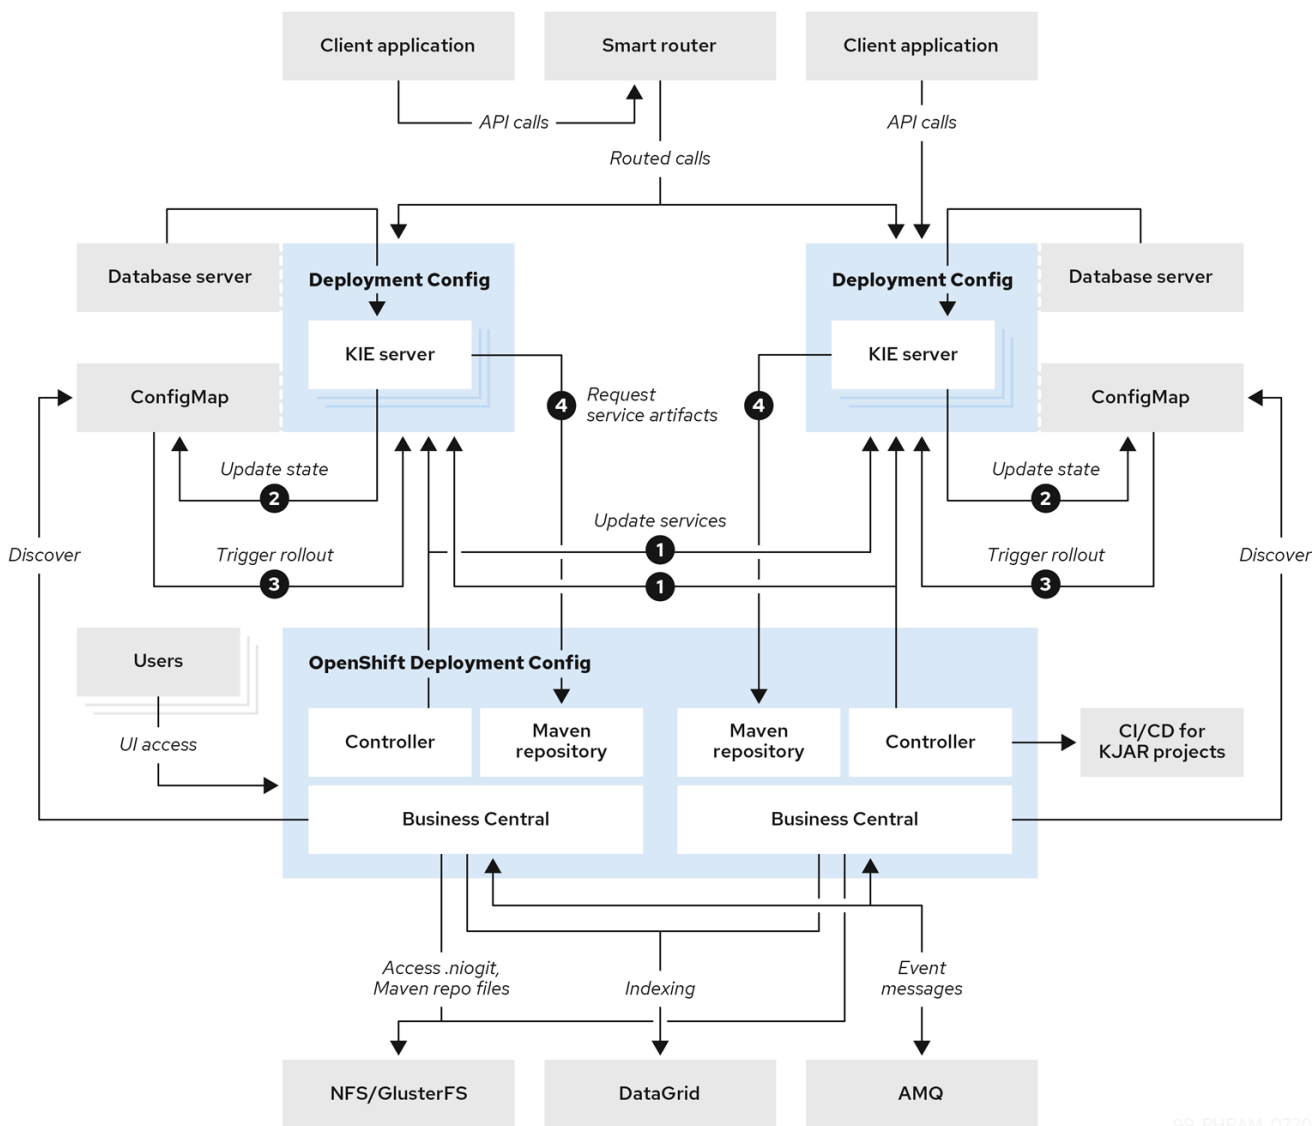 Client application
Smart router
Client application
API calls
API calls
Routed calls
Database server
Deployment Config
Deployment Config
Database server
KIE server
KIE server
ConfigMap
4
Request
service artifacts
4
ConfigMap
Update state
2
Update state
2
Update services
1
Discover
Trigger rollout
3
1
Trigger rollout
3
Discover
Users
OpenShift Deployment Config
UI access
Controller
Maven
repository
Maven
repository
Controller
CI/CD for
KJAR projects
Business Central
Business Central
Access .niogit,
Maven repo files
Indexing
Event
messages
NFS/GlusterFS
DataGrid
AMQ